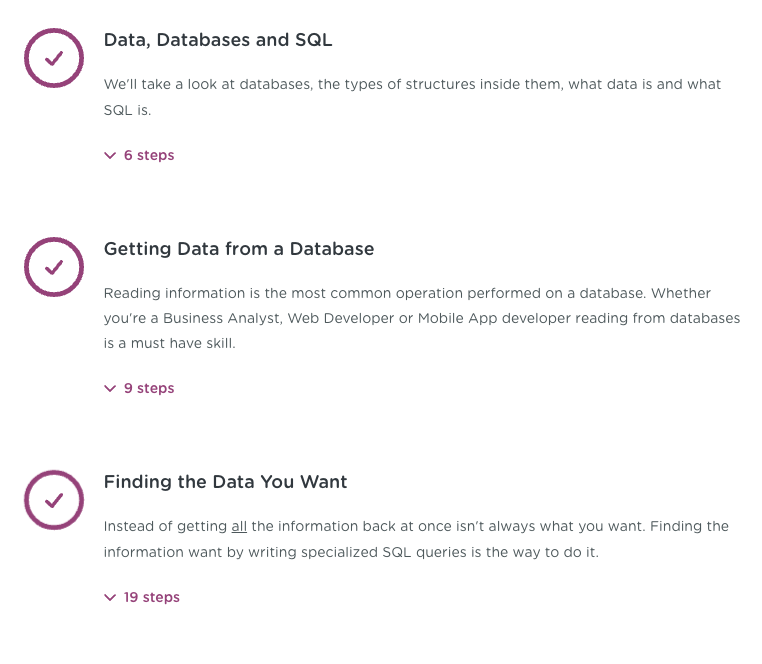 Data, Databases and SQL
We'll take a look at databases, the types of structures inside them, what data is and what
SQL is.
6 steps
Getting Data from a Database
Reading information is the most common operation performed on a database. Whether
you're a Business Analyst, Web Developer or Mobile App developer reading from databases
is a must have skill.
9 steps
Finding the Data You Want
Instead of getting all the information back at once isn't always what you want. Finding the
information want by writing specialized SQL queries is the way to do it.
19 steps